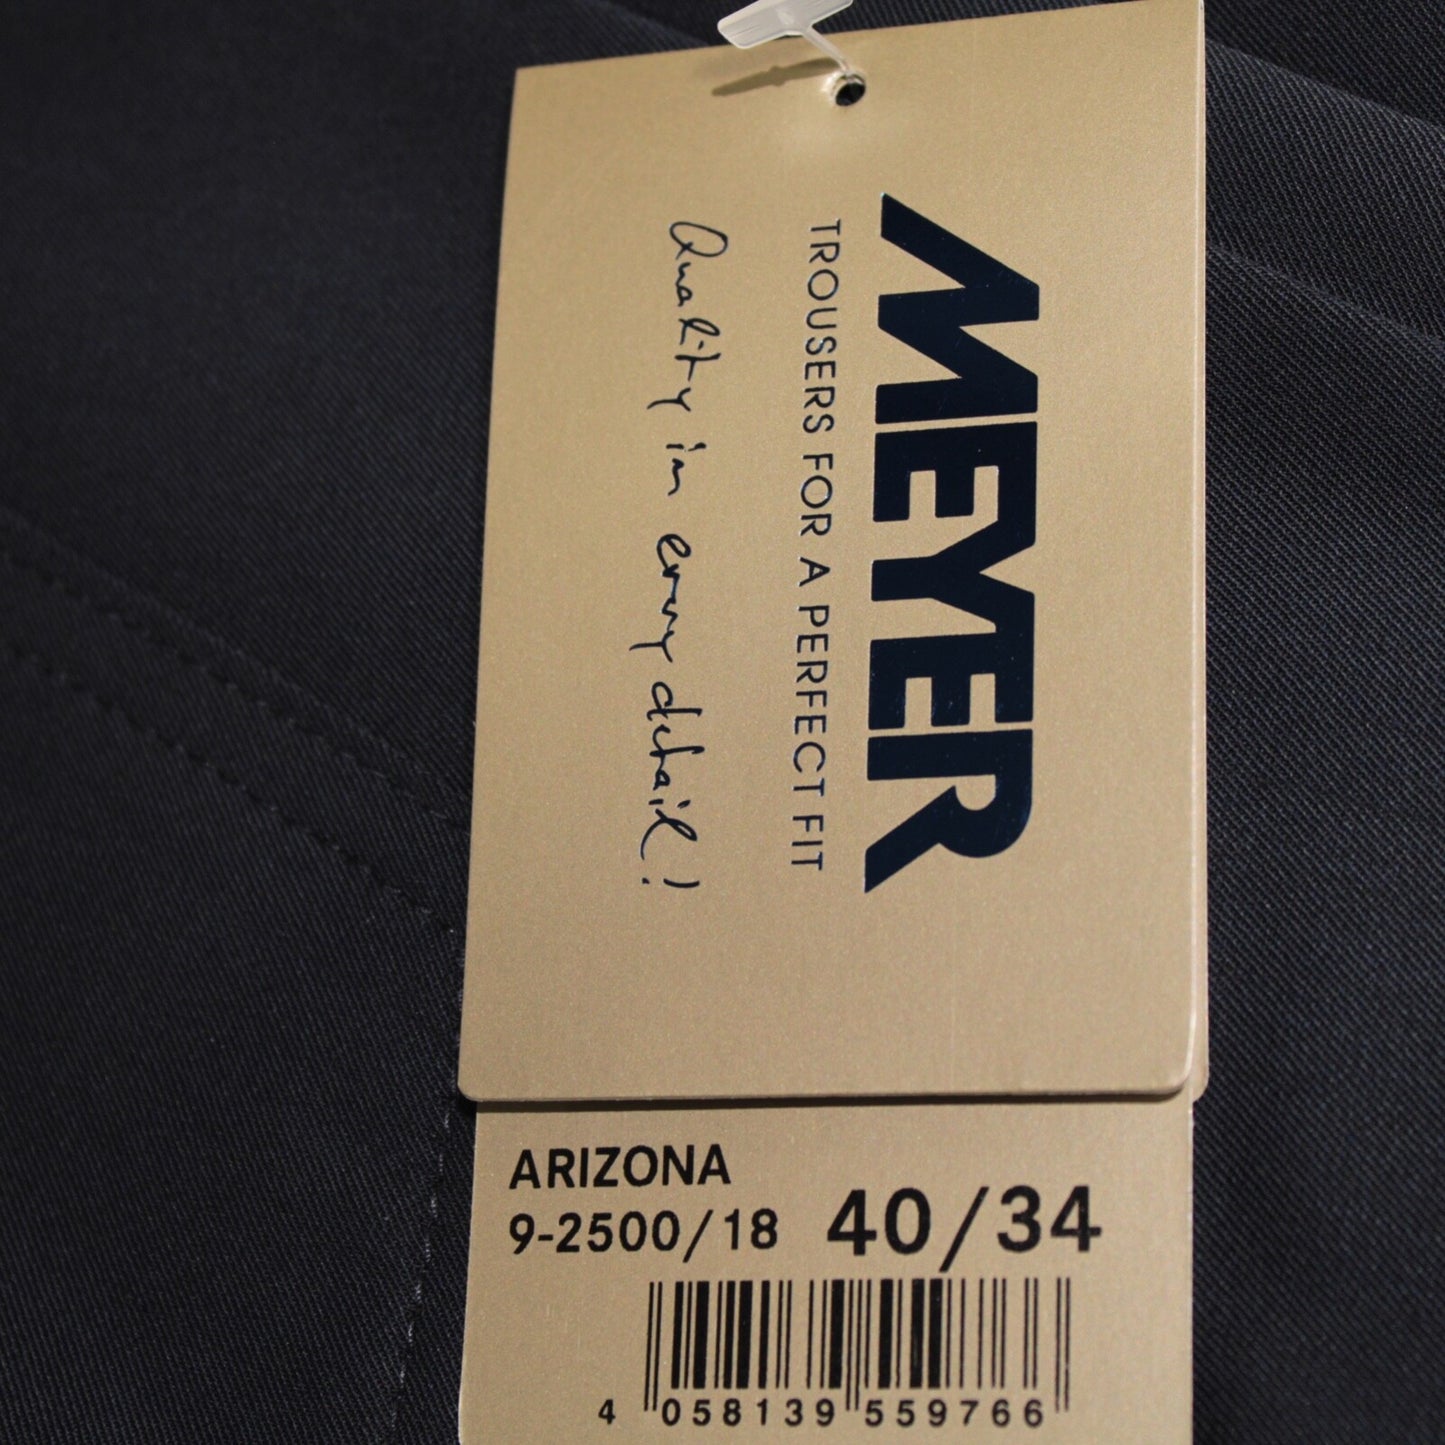 MEYER
TROUSERS FOR A PERFECT FIT
Quality in every detail!
ARIZONA
9-2500/18 40/34
4 058139 559766